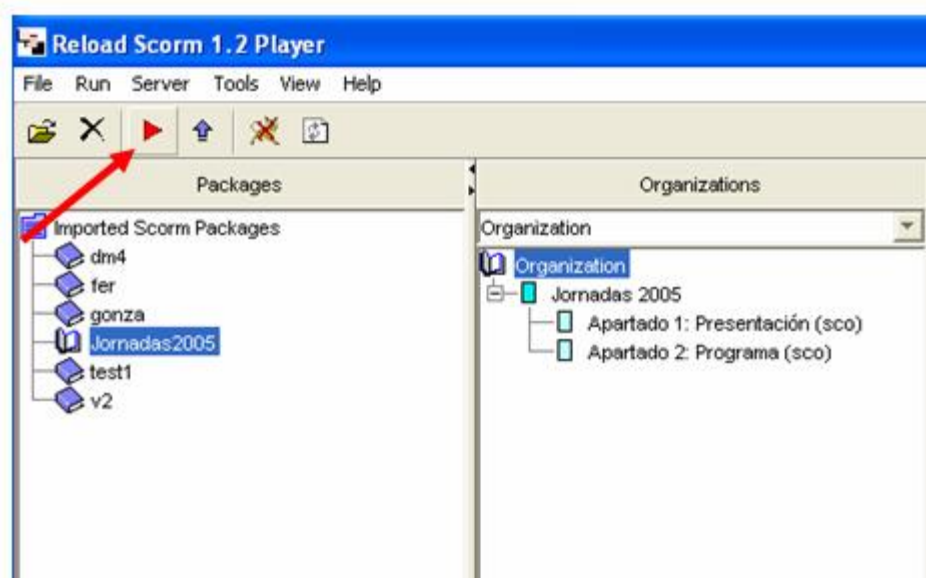 Reload Scorm 1.2 Player
File Run Server Tools View Help
Packages
Imported Scorm Packages
dm4
fer
gonza
Jornadas2005
test1
v2
Organizations
Organization
Organization
Jornadas 2005
Apartado 1: Presentación (sco)
Apartado 2: Programa (sco)